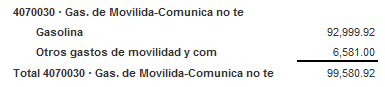 4070030 · Gas. de Movilida-Comunica no te
Gasolina 92,999.92
Otros gastos de movilidad y com 6,581.00
Total 4070030 · Gas. de Movilida-Comunica no te 99,580.92